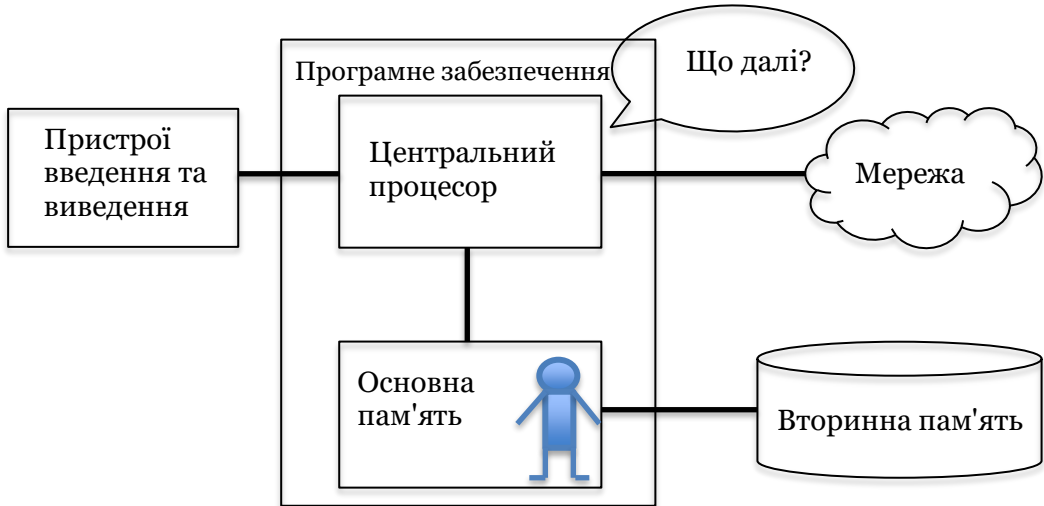 Програмне забезпечення
Що далі?
Пристрої
введення та
виведення
Центральний
процесор
Мережа
Основна
пам'ять
Вторинна пам'ять